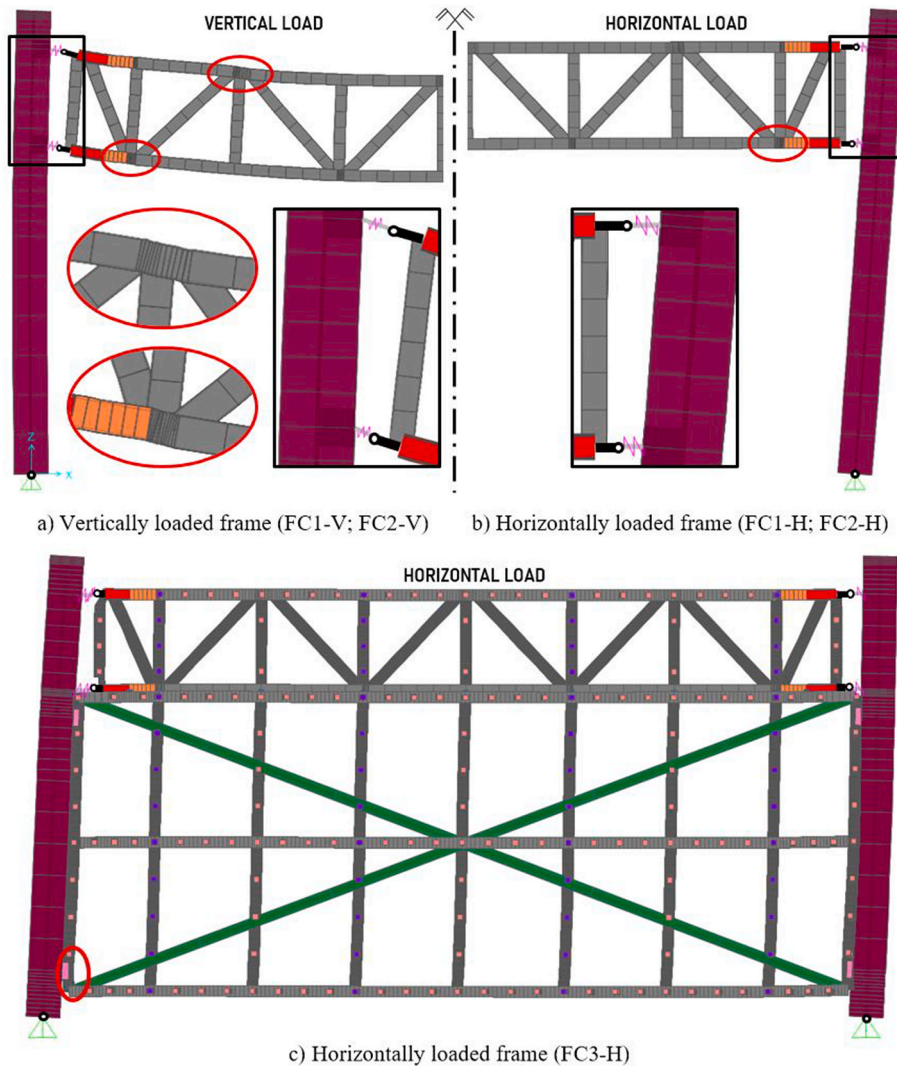 VERTICAL LOAD
HORIZONTAL LOAD
Z
X
a) Vertically loaded frame (FC1-V; FC2-V)
b) Horizontally loaded frame (FC1-H; FC2-H)
HORIZONTAL LOAD
c) Horizontally loaded frame (FC3-H)